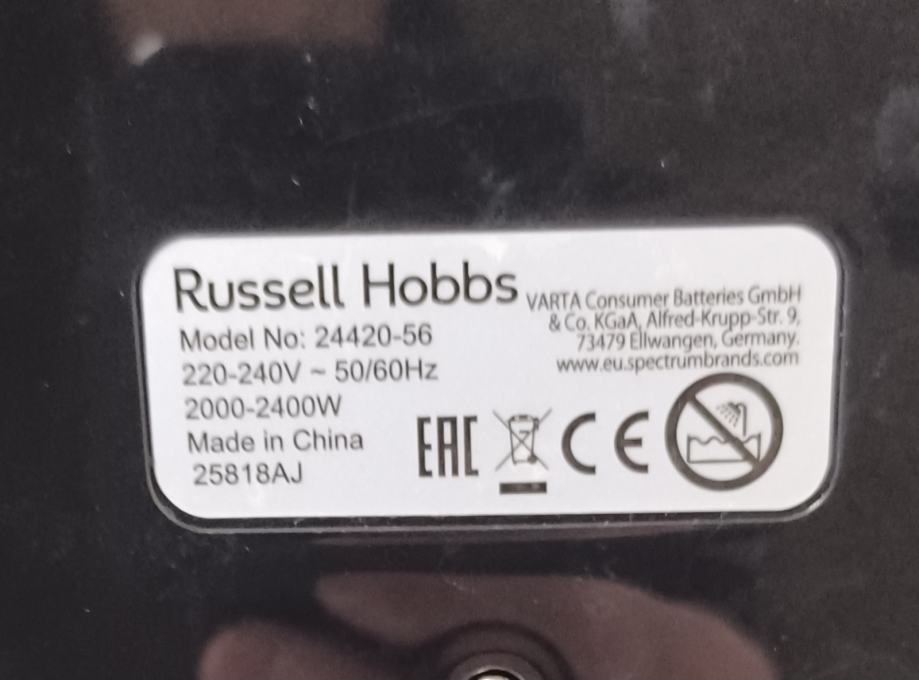 Russell Hobbs
Model No: 24420-56
220-240V ~ 50/60Hz
2000-2400W
Made in China
25818AJ
VARTA Consumer Batteries GmbH
& Co. KGaA, Alfred-Krupp-Str. 9,
73479 Ellwangen, Germany.
www.eu.spectrumbrands.com
EAC CE